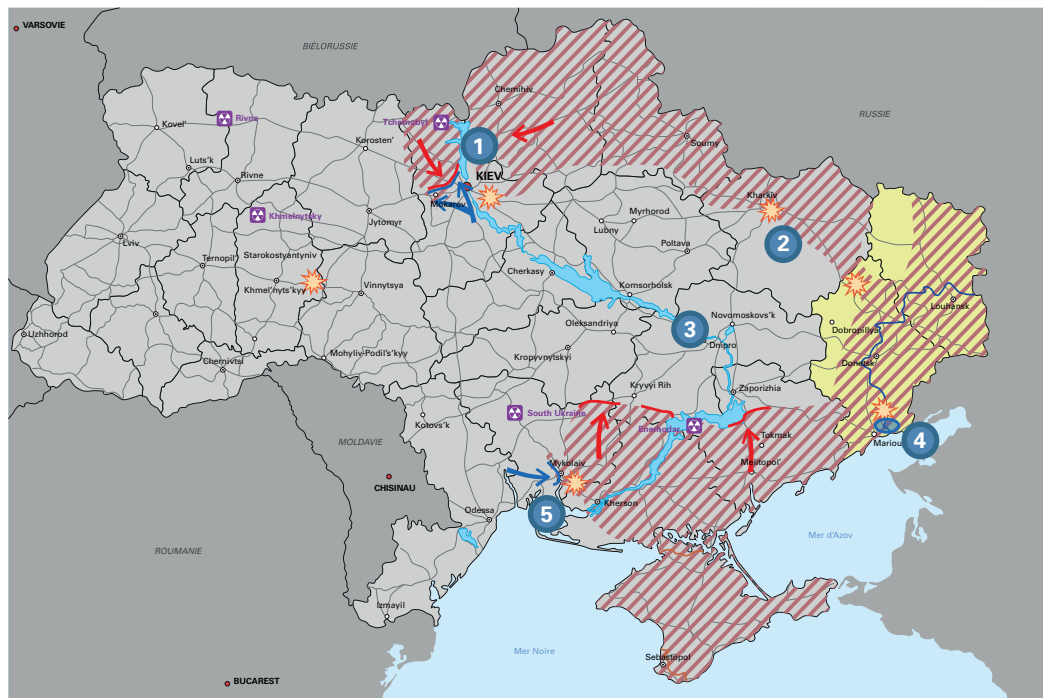 VARSOVIE
BIÉLORUSSIE
Chernihiv
Kovel'
Rivne
Tchernobyl
RUSSIE
Korosten'
1
Soumy
Luts'k
Rivne
KIEV
Kharkiv
Mokarov
Khmelnytsky
Jytomyr
Myrhorod
Lubny
2
Lviv
Starokostyantyniv
Poltava
Ternopil'
Cherkasy
Khmel'nyts'kyy
Vinnytsya
Komsorholsk
Louhansk
Novomoskovs'k
Uzhhorod
Oleksandriya
3
Dobropillya
Dnipro
Mohyliv-Podil's'kyy
Kropyvnytskyi
Chernivtsi
Donetsk
Kryvyi Rih
Zaporizhia
Kotovs'k
South Ukraine
Enerhodar
Tokmak
Mariou
4
MOLDAVIE
Mykolaiv
Melitopol'
CHISINAU
Kherson
Odessa
5
Mer d'Azov
ROUMANIE
Izmayil
Mer Noire
Sebastopol
BUCAREST